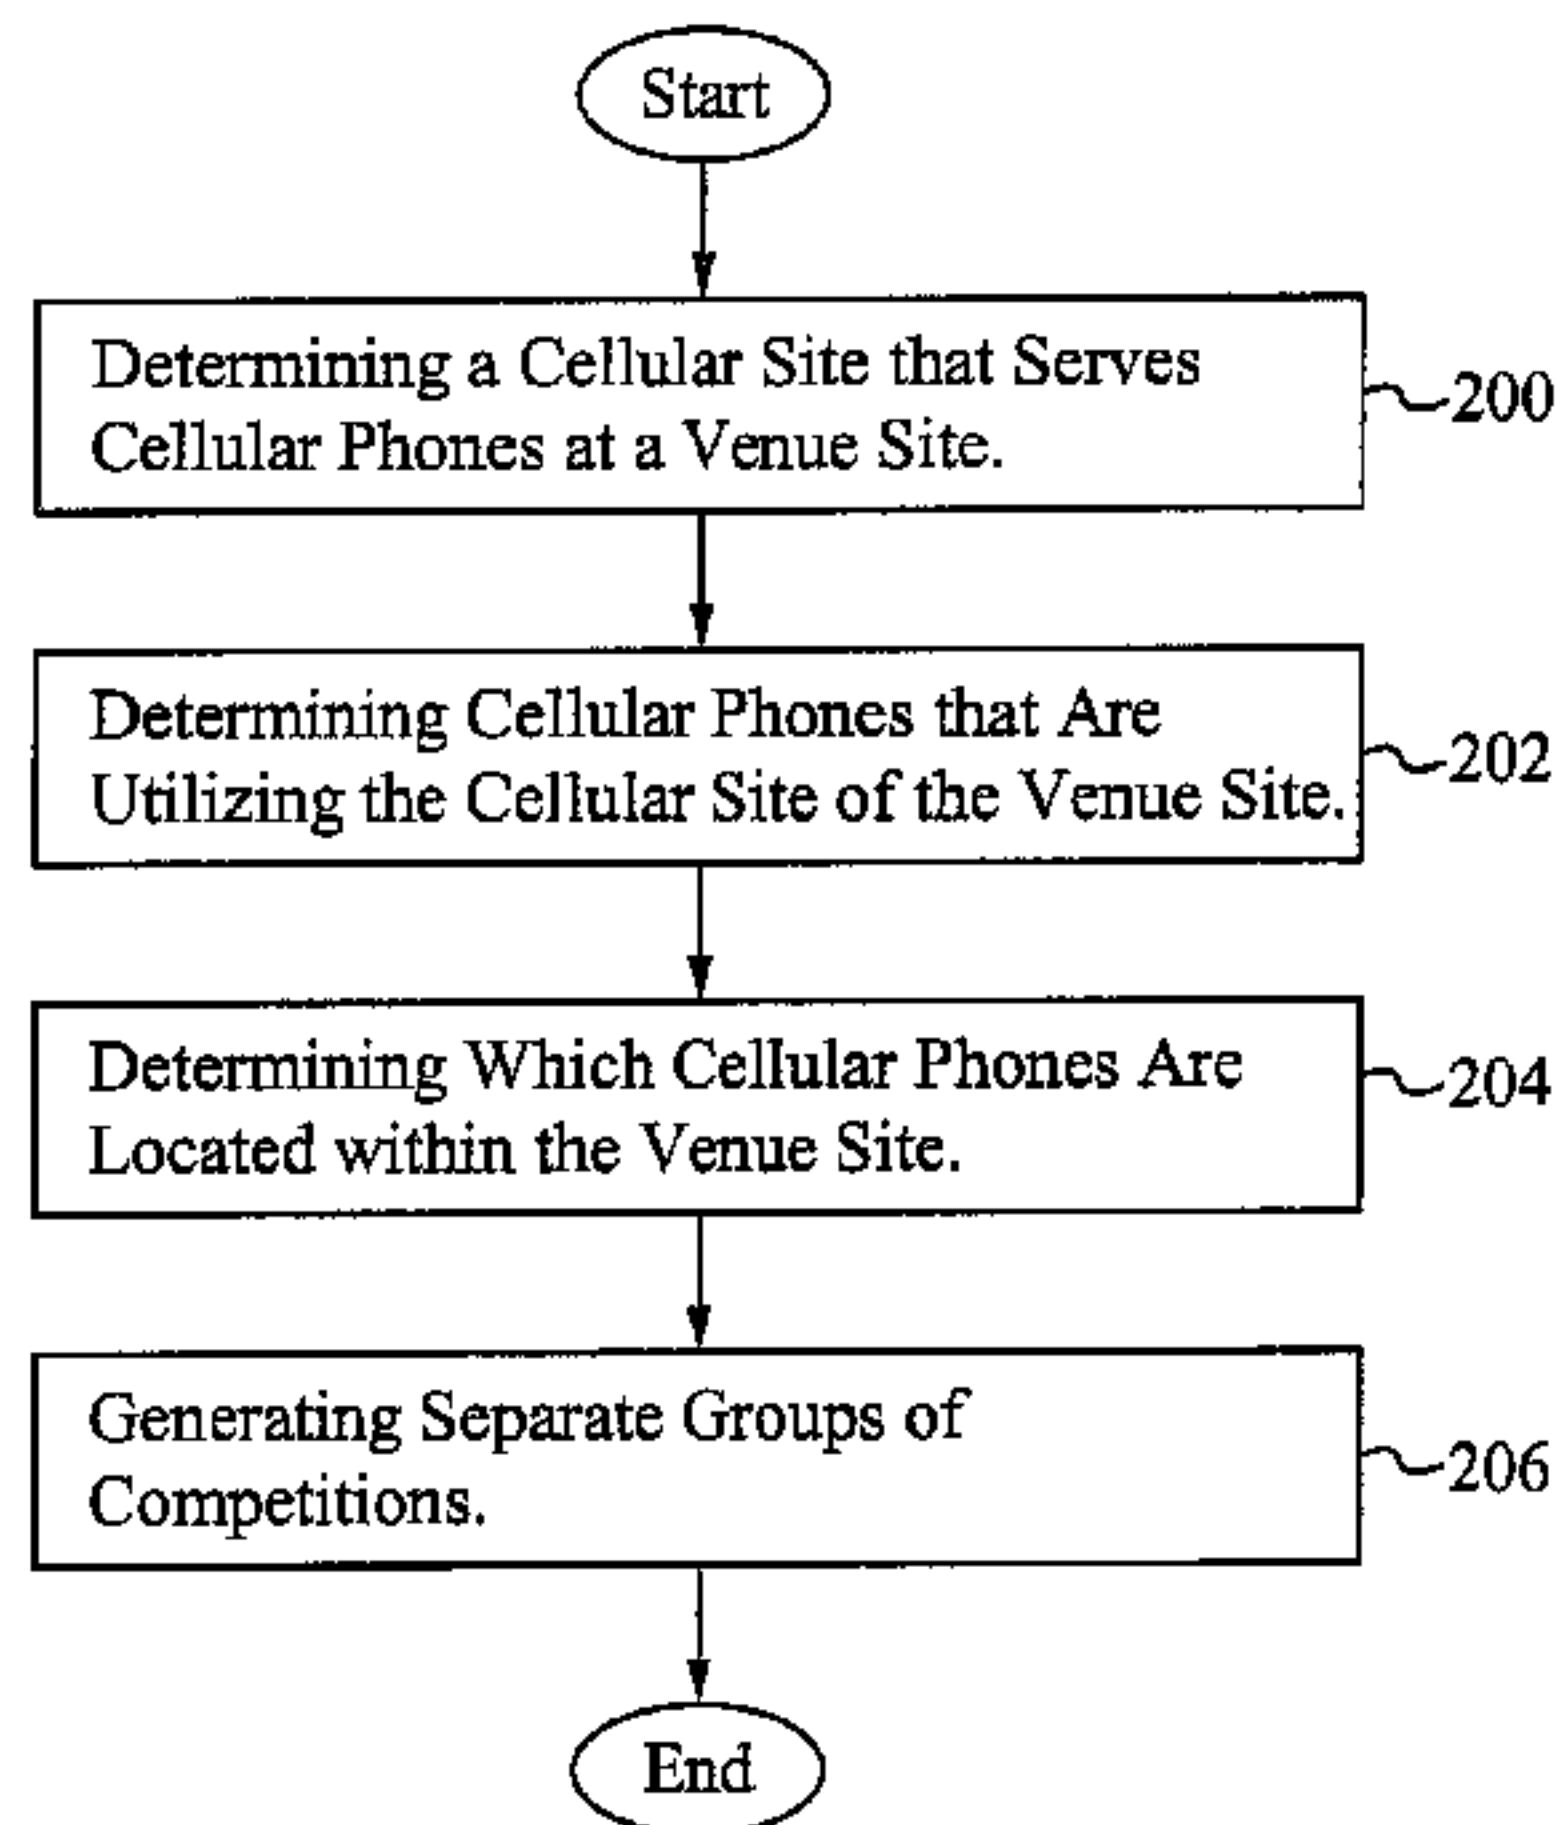 Start
Determining a Cellular Site that Serves
Cellular Phones at a Venue Site.
200
Determining Cellular Phones that Are
Utilizing the Cellular Site of the Venue Site.
202
Determining Which Cellular Phones Are
Located within the Venue Site.
204
Generating Separate Groups of
Competitions.
206
End